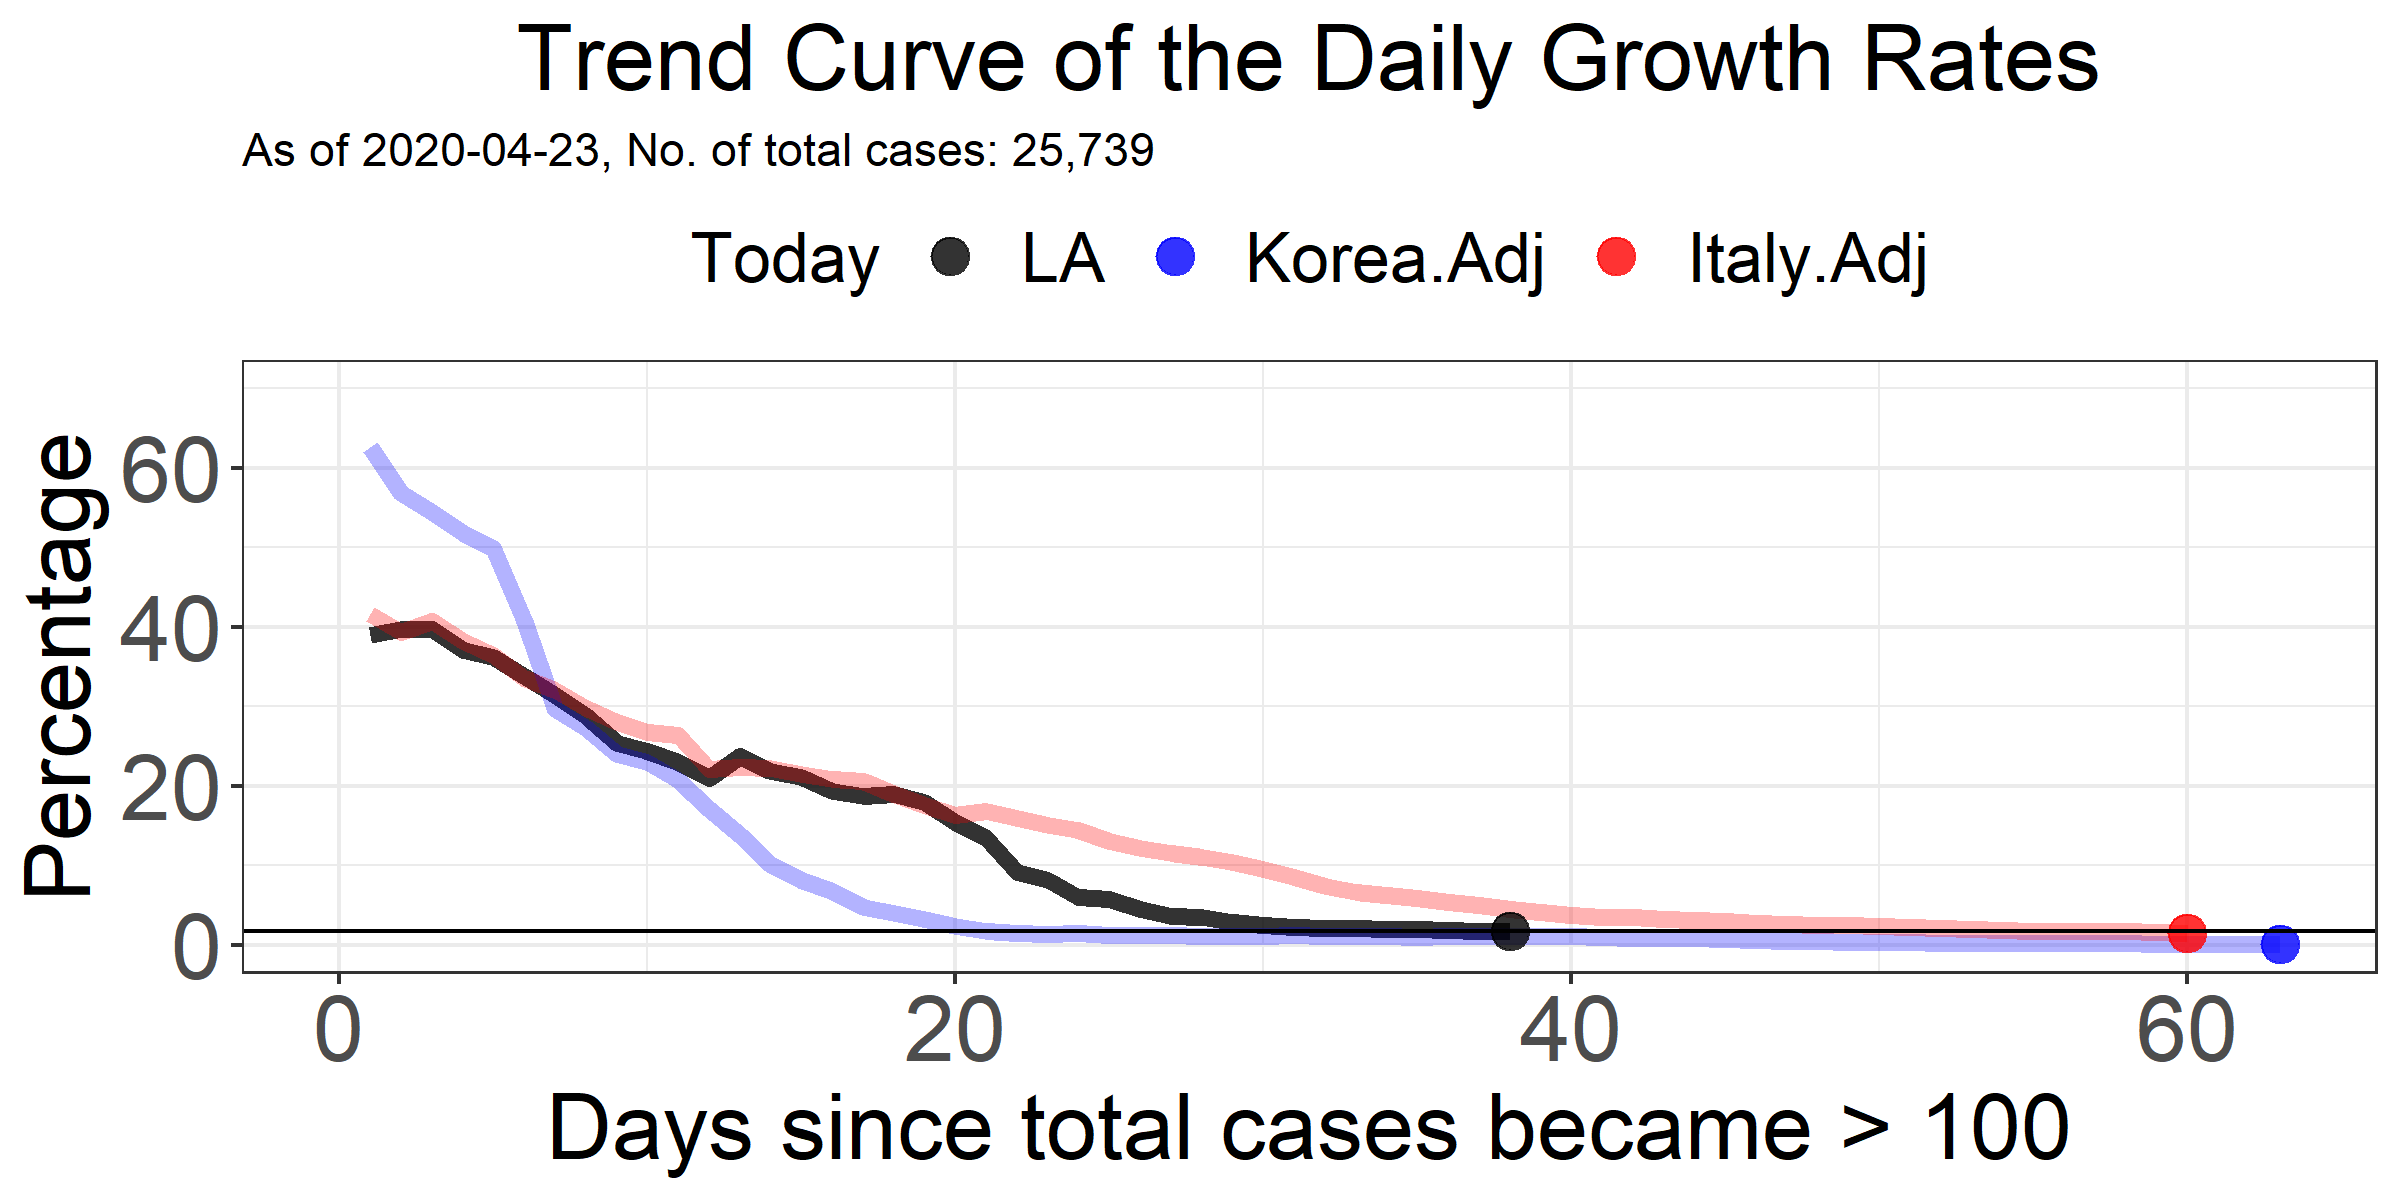 Trend Curve of the Daily Growth Rates
As of 2020-04-23, No. of total cases: 25,739
Today LA Korea.Adj Italy.Adj
Percentage
60
40
20
0
0 20 40 60
Days since total cases became > 100